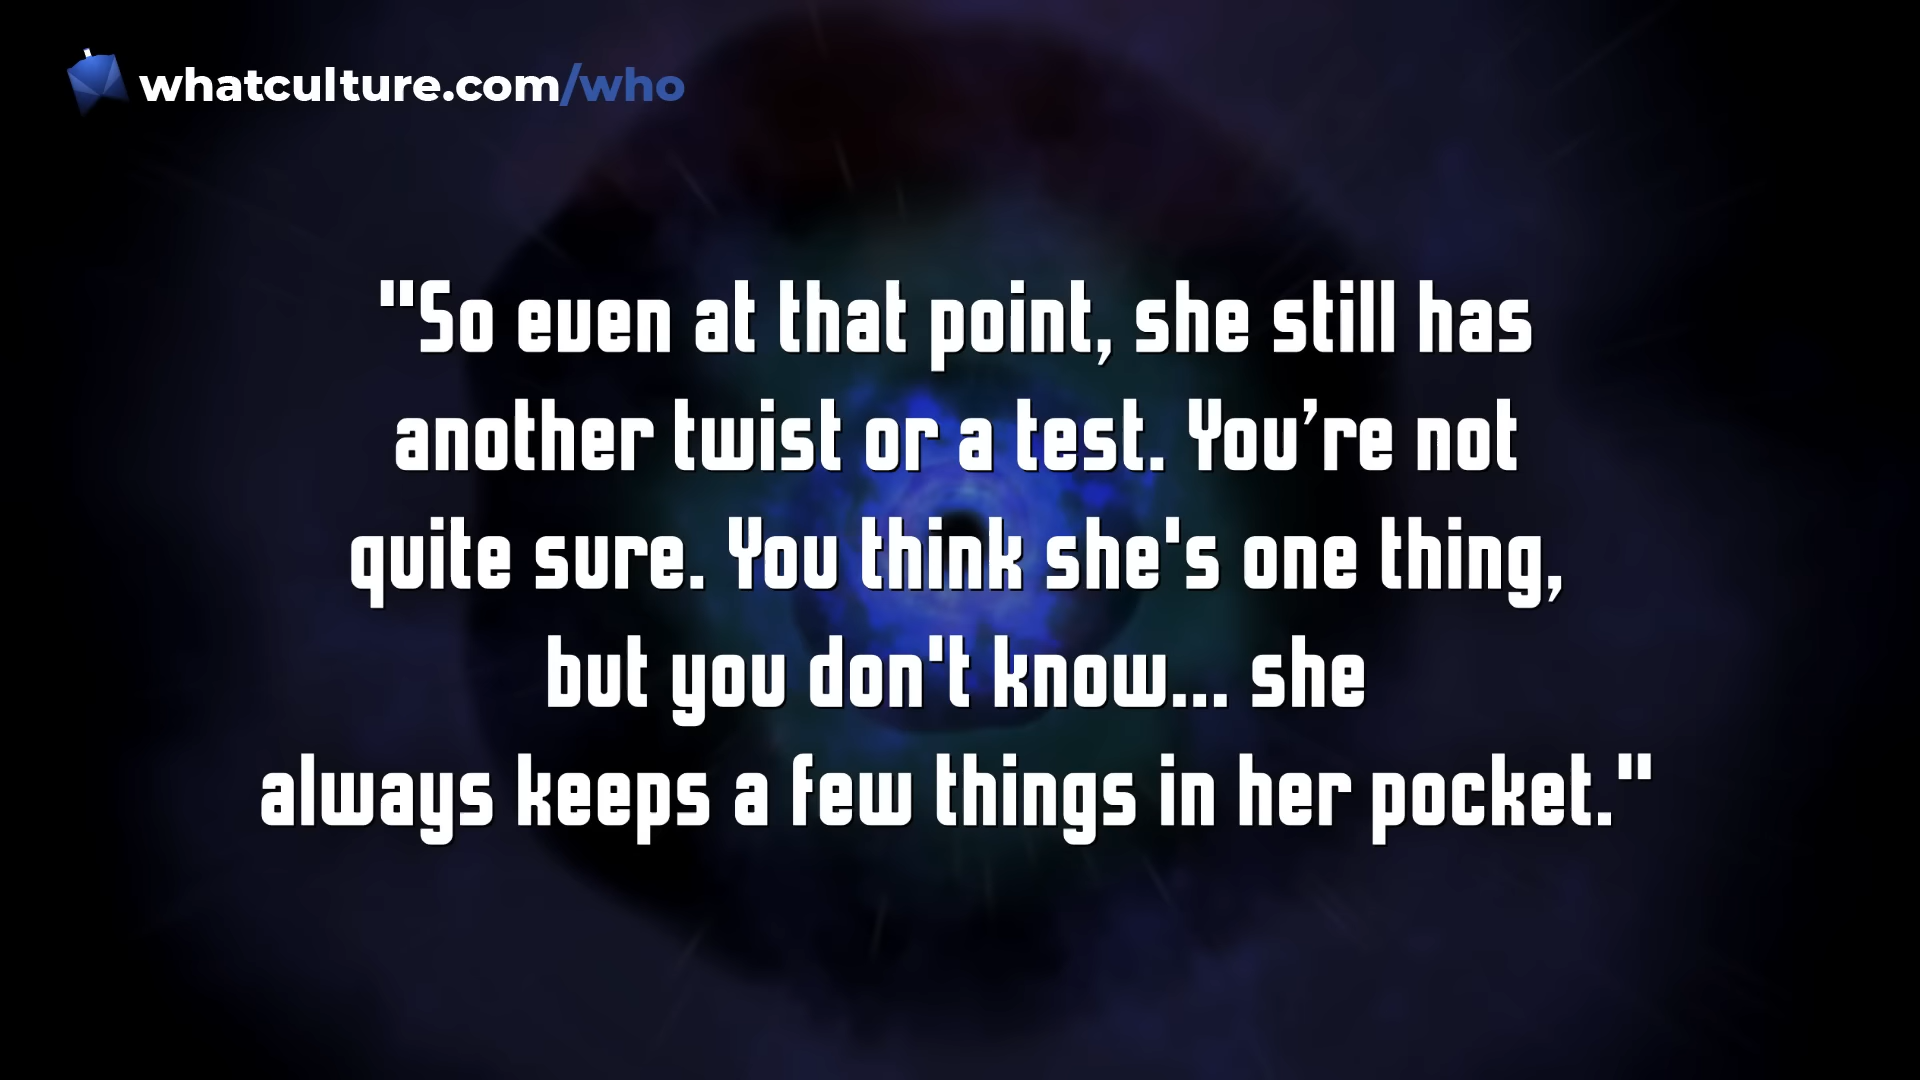 whatculture.com/who
"So even at that point, she still has
another twist or a test. You’re not
quite sure. You think she's one thing,
but you don't know... she
always keeps a few things in her pocket."